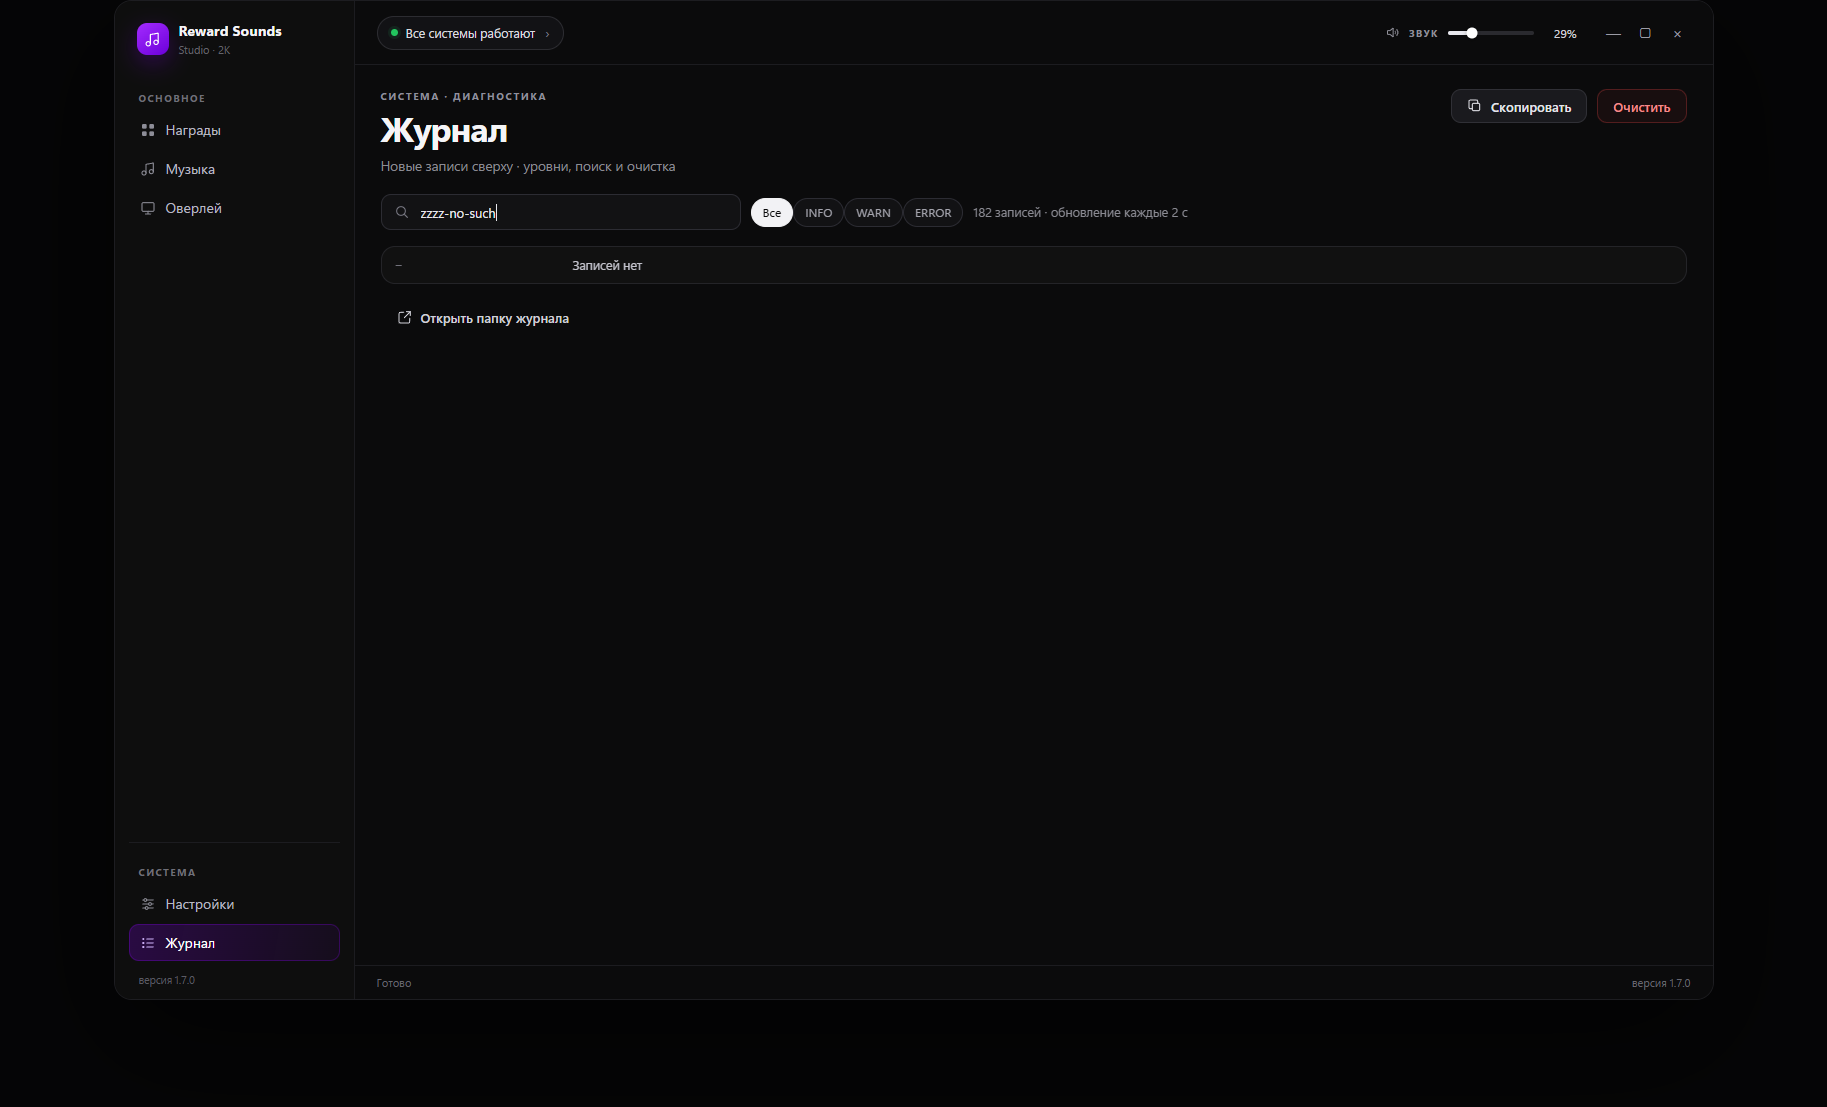 Reward Sounds
Studio · 2K
ОСНОВНОЕ
Награды
Музыка
Оверлей
СИСТЕМА
Настройки
Журнал
версия 1.7.0
Все системы работают ›
ЗВУК
29%
СИСТЕМА · ДИАГНОСТИКА
Журнал
Новые записи сверху · уровни, поиск и очистка
Скопировать
Очистить
zzzz-no-such
Все
INFO
WARN
ERROR
182 записей · обновление каждые 2 с
– Записей нет
Открыть папку журнала
Готово
версия 1.7.0